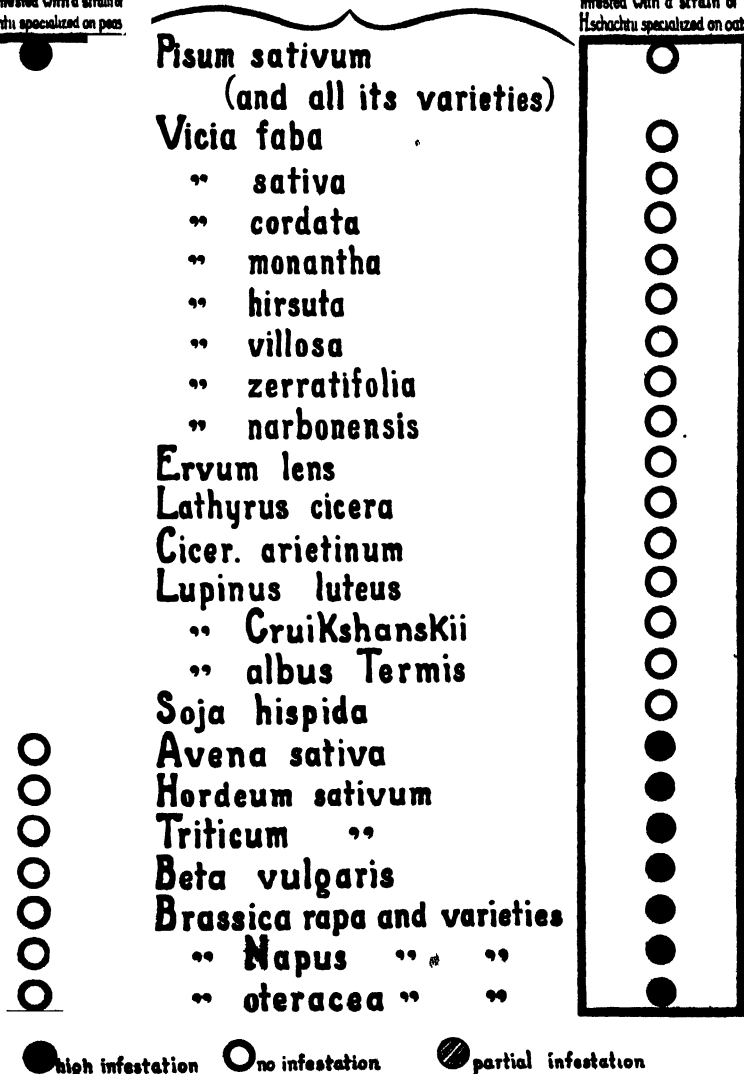 infested with a strain of
specialized on peas
infested with a strain of
H.schachtii specialized on oat
Pisum sativum
(and all its varieties)
Vicia faba
" sativa
" cordata
" monantha
" hirsuta
" villosa
" zerratifolia
" narbonensis
Ervum lens
Lathyrus cicera
Cicer. arietinum
Lupinus luteus
" CruiKshansKii
" albus Termis
Soja hispida
Avena sativa
Hordeum sativum
Triticum "
Beta vulgaris
Brassica rapa and varieties
" Napus " "
" oteracea " "
high infestation no infestation partial infestation